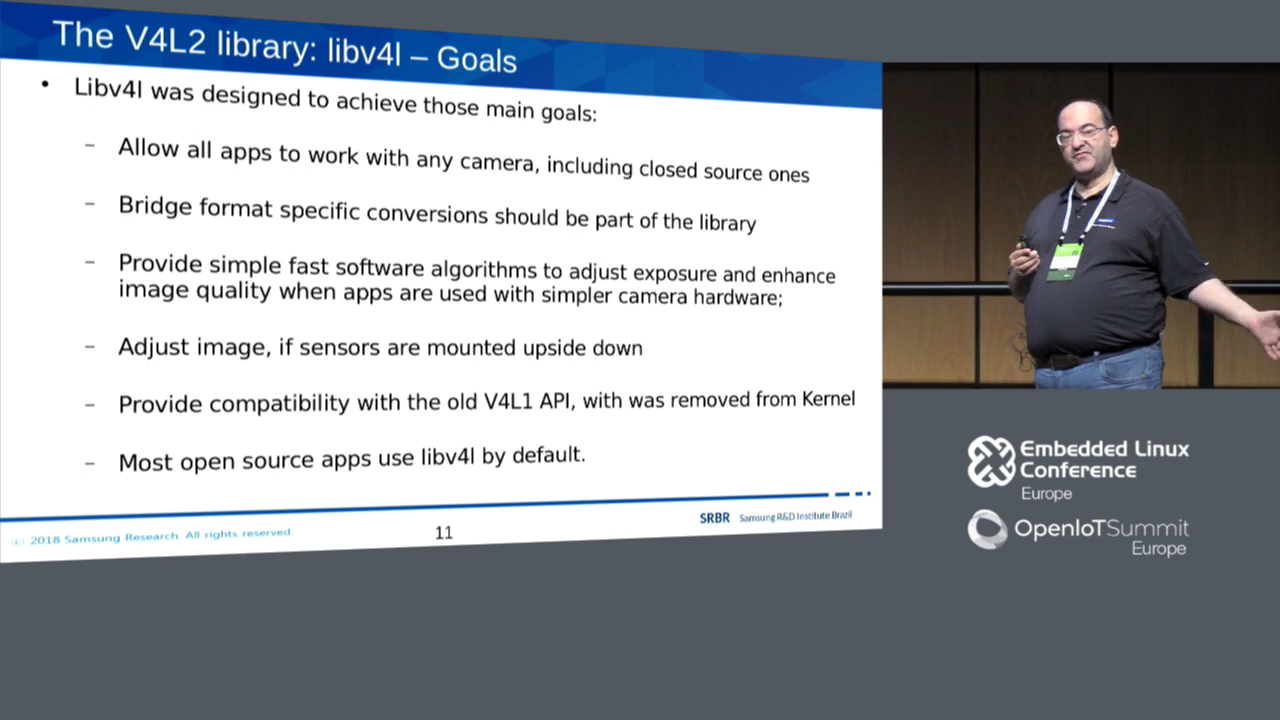 The V4L2 library: libv4l – Goals
• Libv4l was designed to achieve those main goals:
– Allow all apps to work with any camera, including closed source ones
– Bridge format specific conversions should be part of the library
– Provide simple fast software algorithms to adjust exposure and enhance
image quality when apps are used with simpler camera hardware;
– Adjust image, if sensors are mounted upside down
– Provide compatibility with the old V4L1 API, with was removed from Kernel
– Most open source apps use libv4l by default.
© 2018 Samsung Research. All rights reserved.
11
SRBR Samsung R&D Institute Brazil
Embedded Linux
Conference
Europe
OpenIoTSummit
Europe